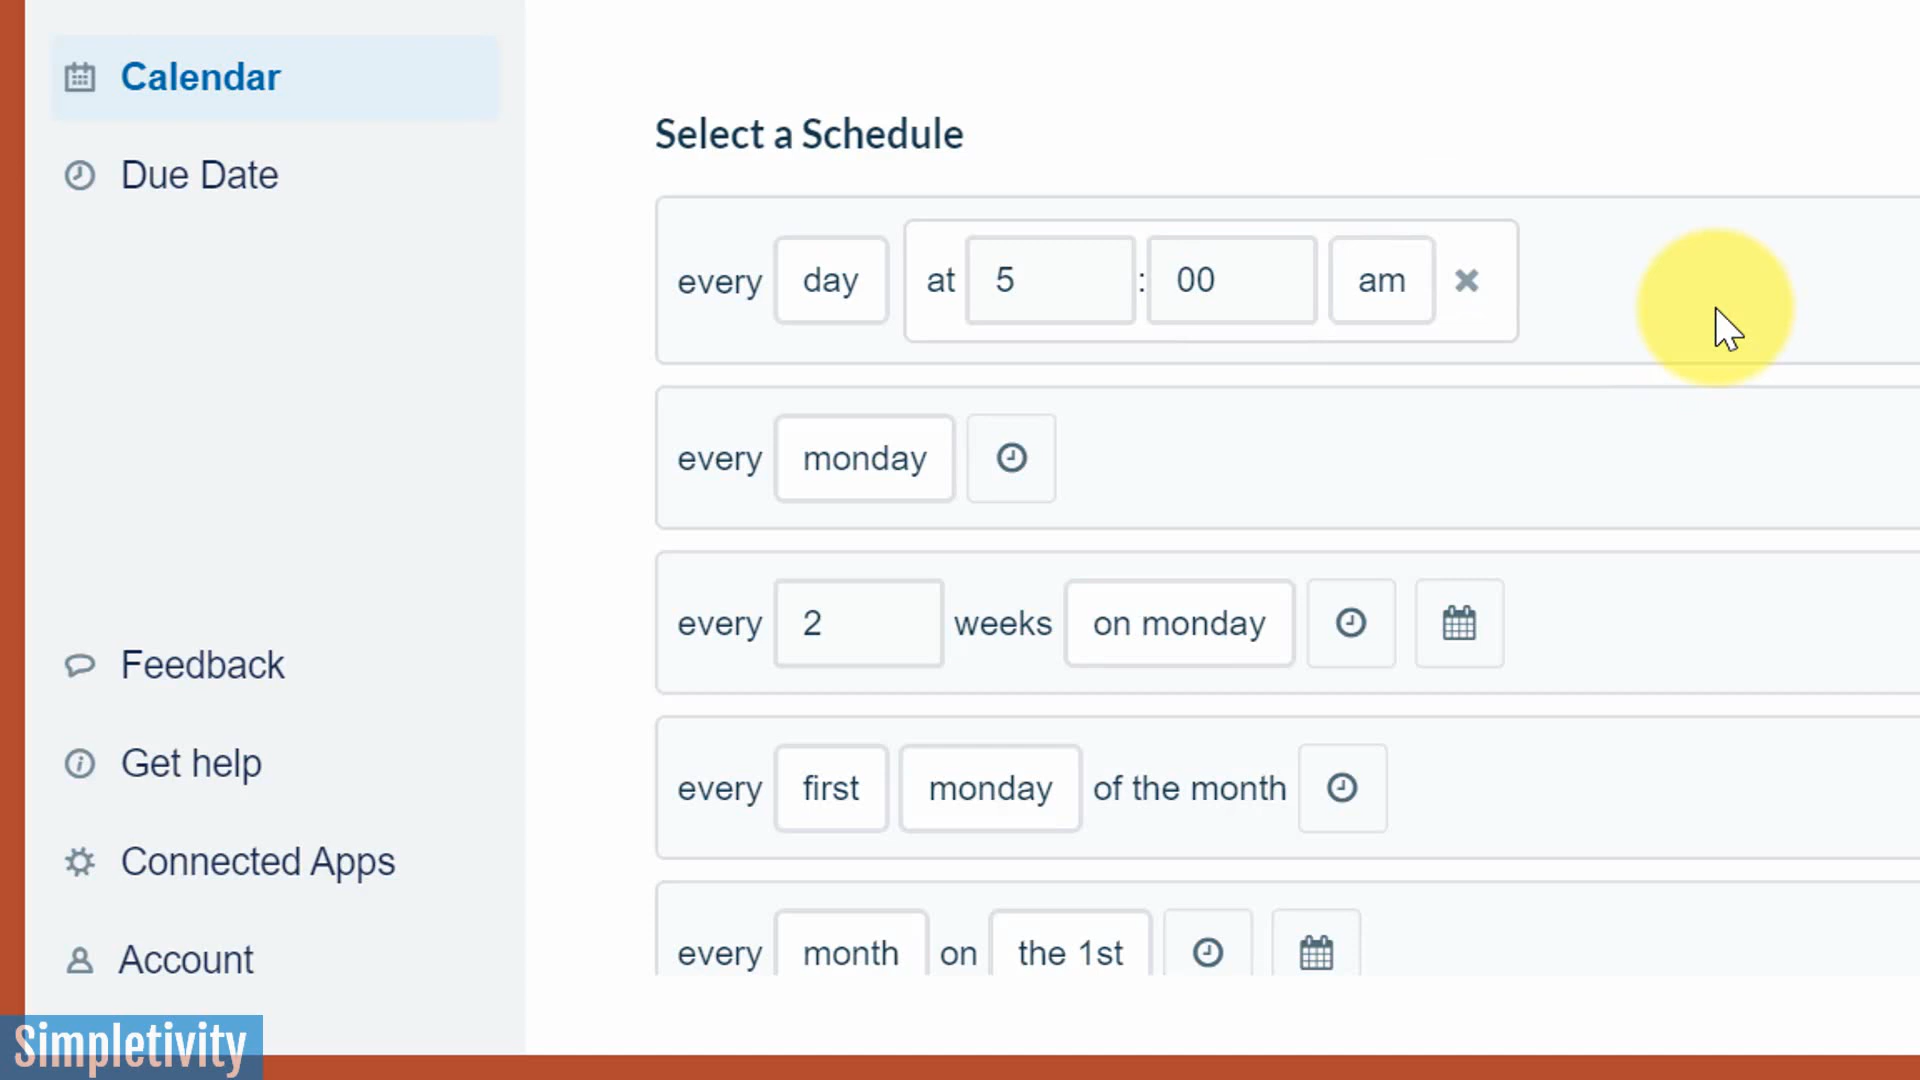 Calendar
Due Date
Feedback
Get help
Connected Apps
Account
Select a Schedule
every day at 5 : 00 am
every monday
every 2 weeks on monday
every first monday of the month
every month on the 1st
Simpletivity